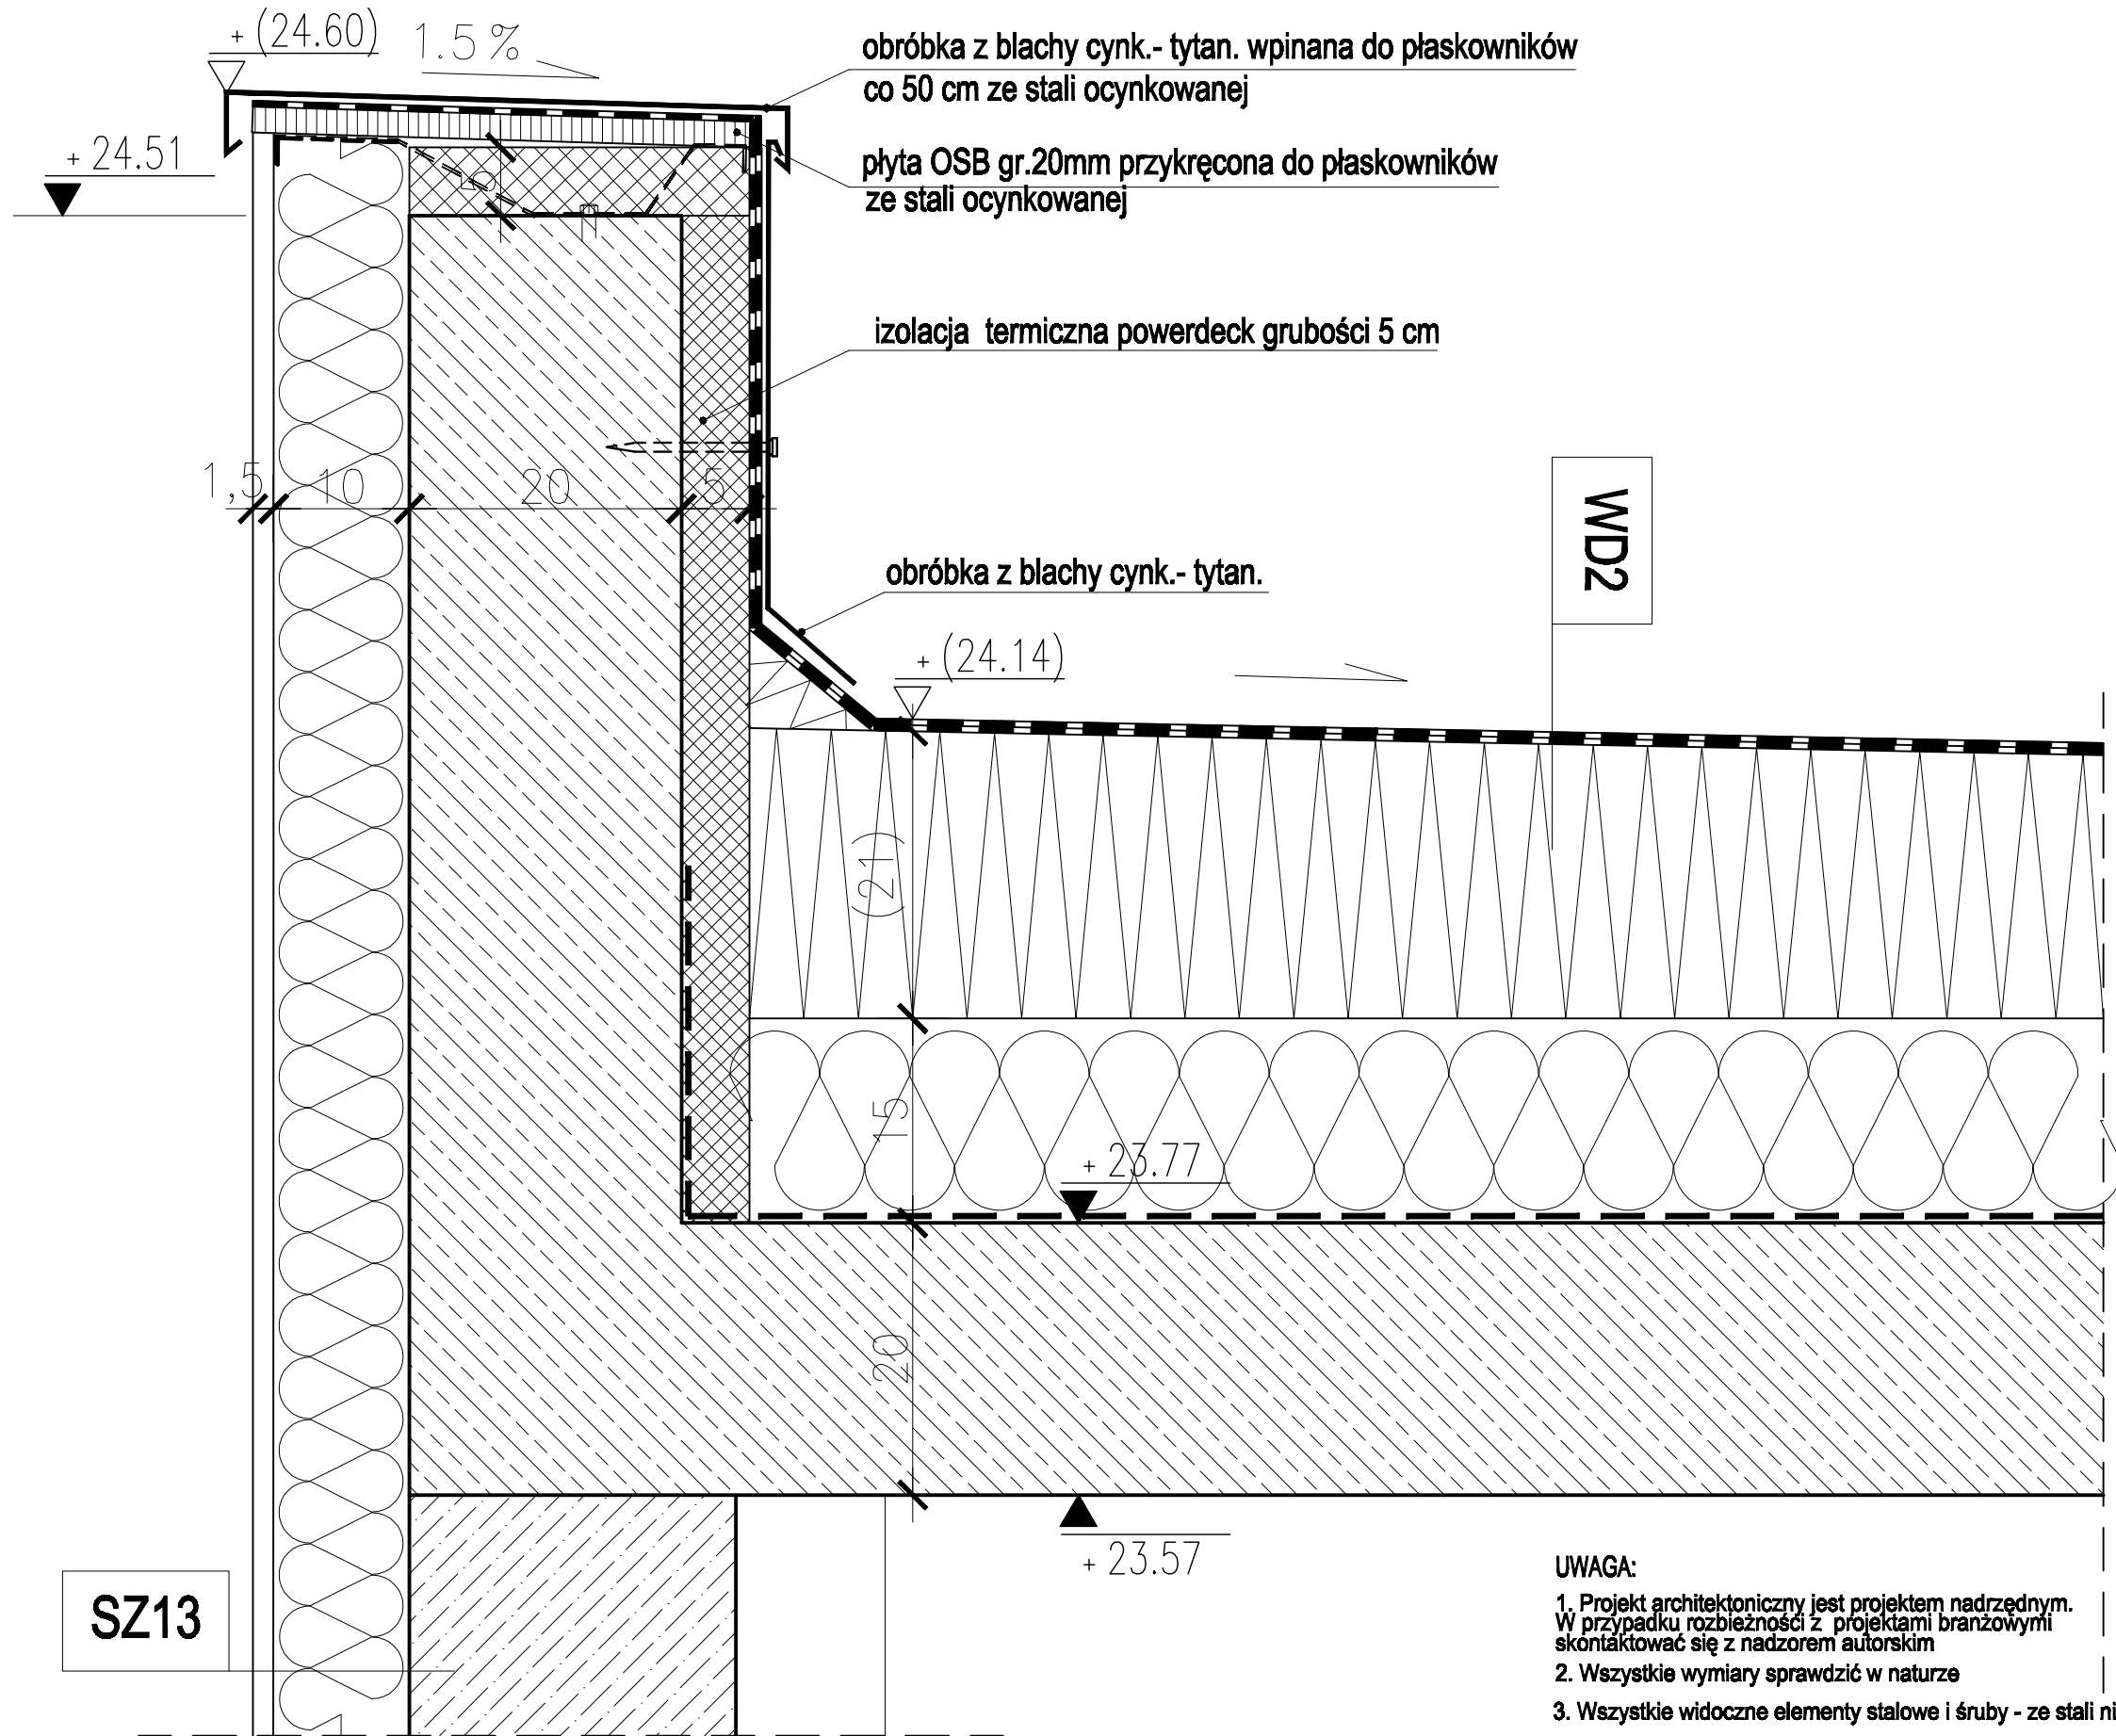 + (24.60)
1.5%
obróbka z blachy cynk.- tytan. wpinana do płaskowników
co 50 cm ze stali ocynkowanej
+ 24.51
płyta OSB gr.20mm przykręcona do płaskowników
ze stali ocynkowanej
5
izolacja termiczna powerdeck grubości 5 cm
1,5
10
20
5
WD2
obróbka z blachy cynk.- tytan.
+ (24.14)
(21)
15
+ 23.77
20
+ 23.57
SZ13
UWAGA:
1. Projekt architektoniczny jest projektem nadrzędnym.
W przypadku rozbieżności z projektami branżowymi
skontaktować się z nadzorem autorskim
2. Wszystkie wymiary sprawdzić w naturze
3. Wszystkie widoczne elementy stalowe i śruby - ze stali ni